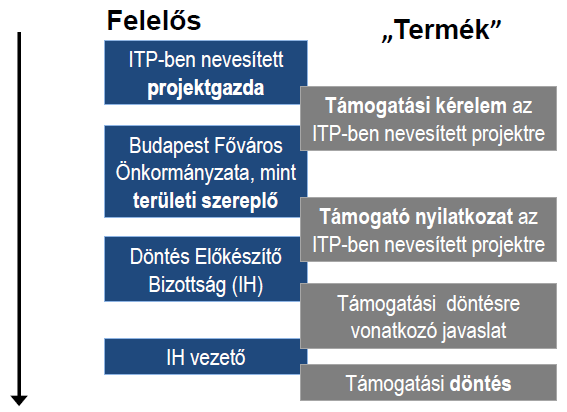 Felelős
„Termék”
ITP-ben nevesített
projektgazda
Támogatási kérelem az
ITP-ben nevesített projektre
Budapest Főváros
Önkormányzata, mint
területi szereplő
Támogató nyilatkozat az
ITP-ben nevesített projektre
Döntés Előkészítő
Bizottság (IH)
Támogatási döntésre
vonatkozó javaslat
IH vezető
Támogatási döntés